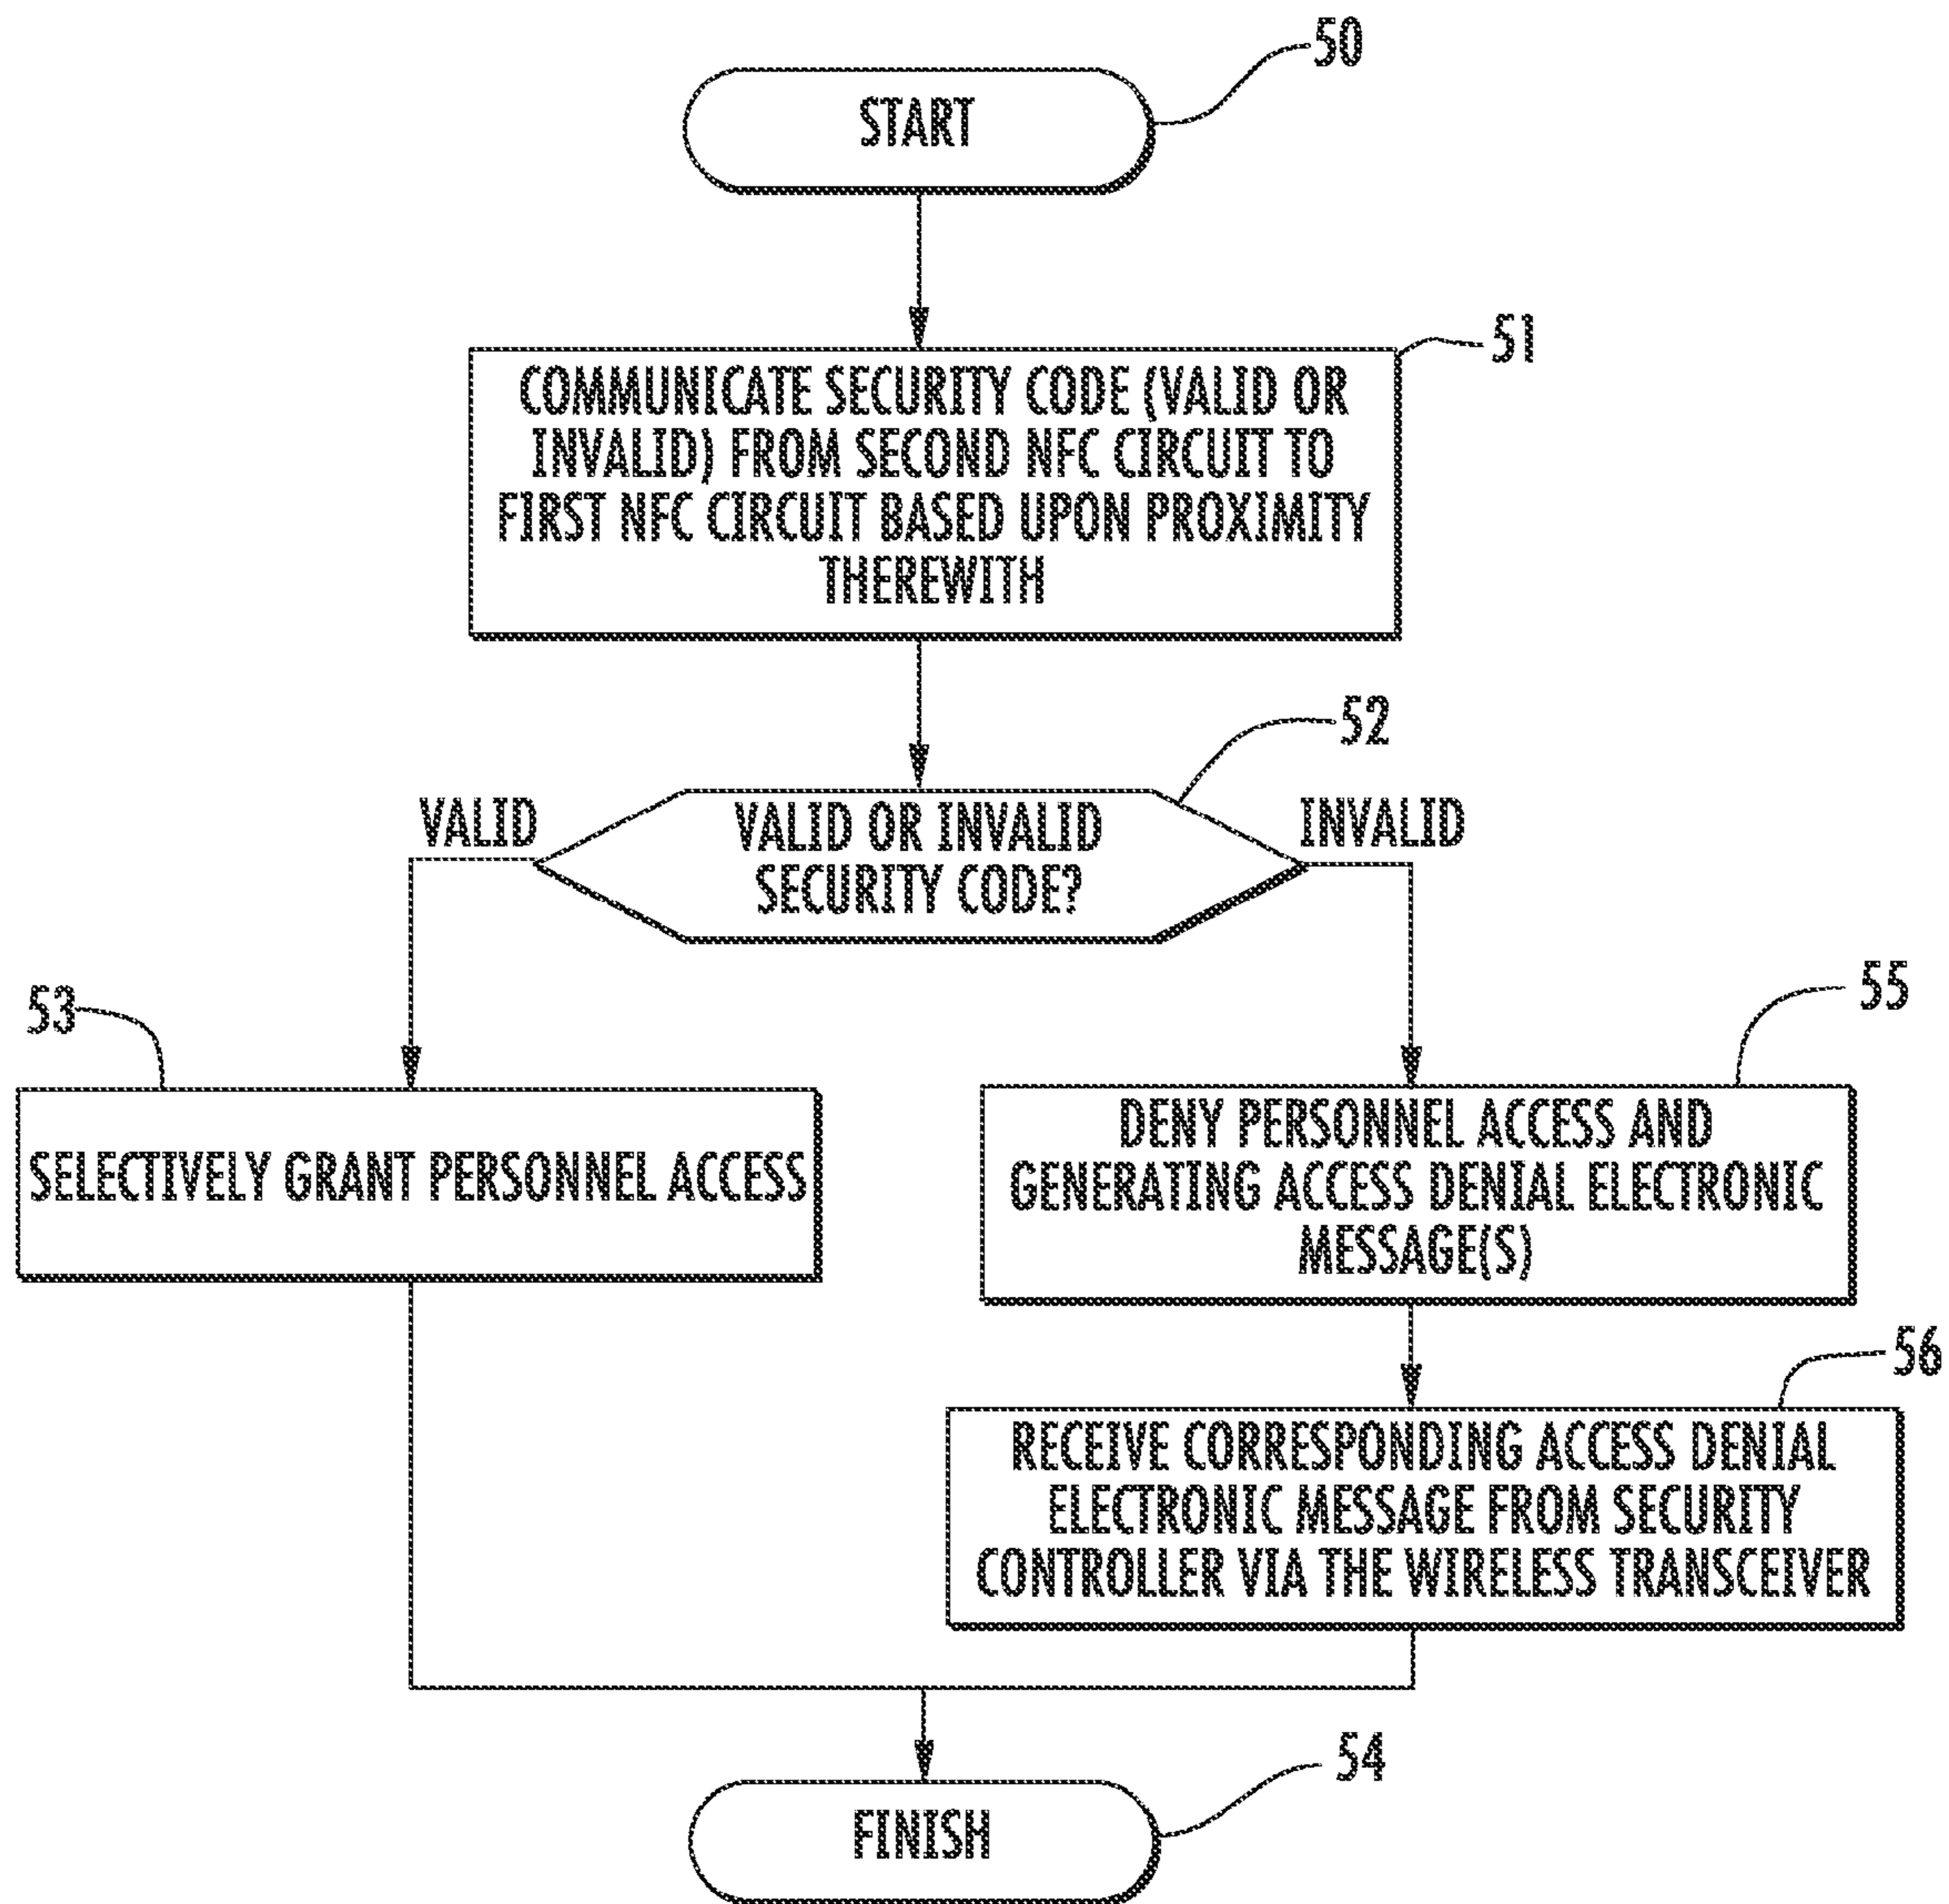 50
START
51
COMMUNICATE SECURITY CODE (VALID OR
INVALID) FROM SECOND NFC CIRCUIT TO
FIRST NFC CIRCUIT BASED UPON PROXIMITY
THEREWITH
52
VALID
VALID OR INVALID
SECURITY CODE?
INVALID
53
SELECTIVELY GRANT PERSONNEL ACCESS
55
DENY PERSONNEL ACCESS AND
GENERATING ACCESS DENIAL ELECTRONIC
MESSAGE(S)
56
RECEIVE CORRESPONDING ACCESS DENIAL
ELECTRONIC MESSAGE FROM SECURITY
CONTROLLER VIA THE WIRELESS TRANSCEIVER
54
FINISH